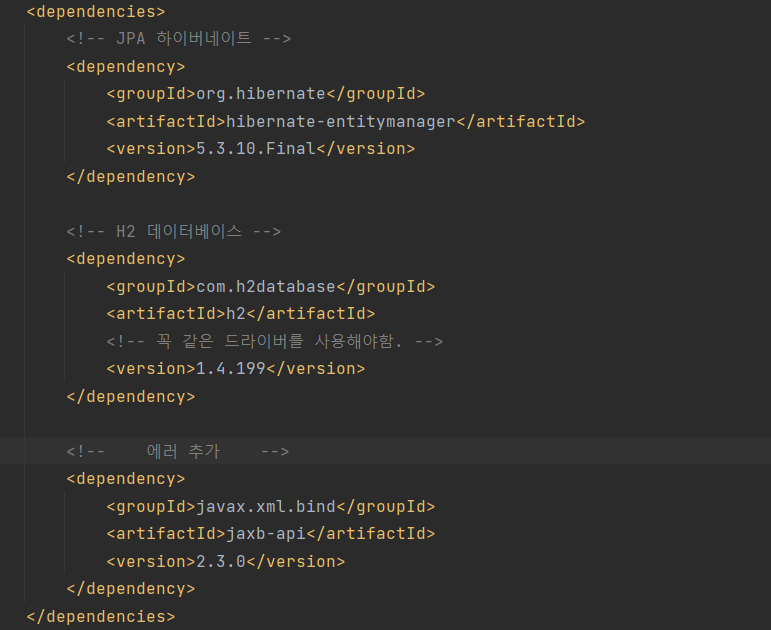 <dependencies>
<!-- JPA 하이버네이트 -->
<dependency>
<groupId>org.hibernate</groupId>
<artifactId>hibernate-entitymanager</artifactId>
<version>5.3.10.Final</version>
</dependency>
<!-- H2 데이터베이스 -->
<dependency>
<groupId>com.h2database</groupId>
<artifactId>h2</artifactId>
<!-- 꼭 같은 드라이버를 사용해야함. -->
<version>1.4.199</version>
</dependency>
<!-- 에러 추가 -->
<dependency>
<groupId>javax.xml.bind</groupId>
<artifactId>jaxb-api</artifactId>
<version>2.3.0</version>
</dependency>
</dependencies>